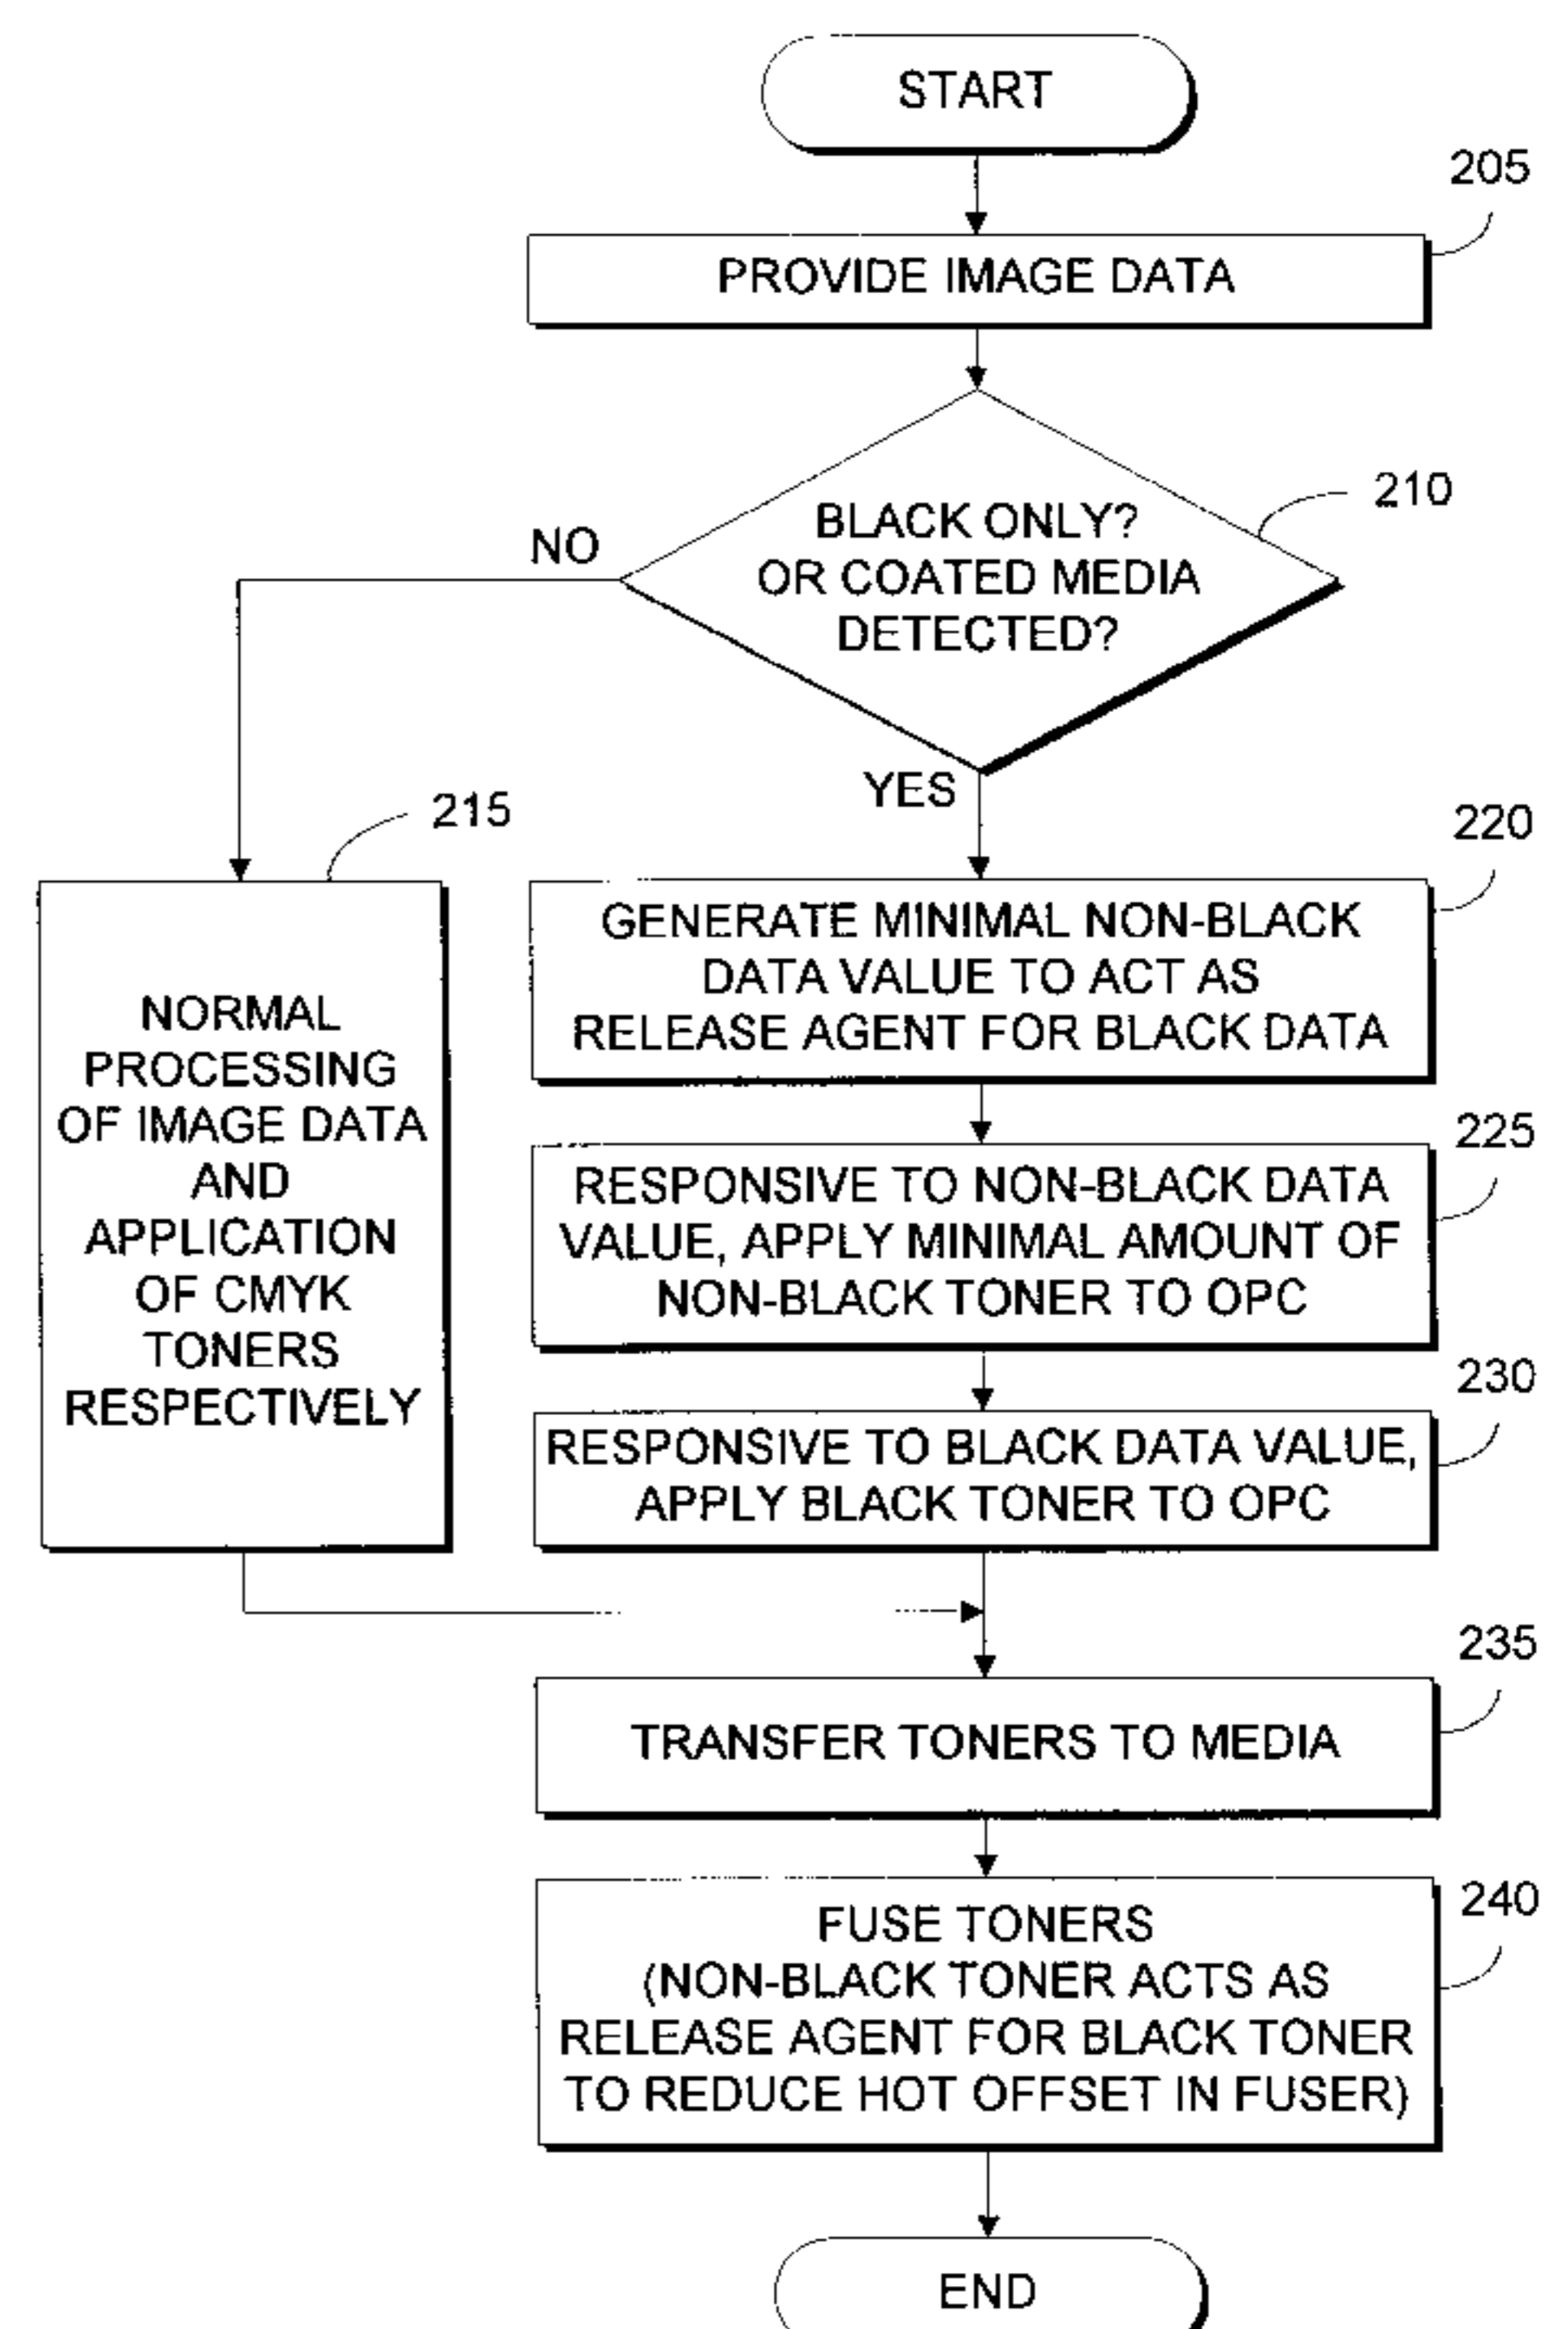 START
205
PROVIDE IMAGE DATA
210
BLACK ONLY?
OR COATED MEDIA
DETECTED?
NO
YES
215
NORMAL
PROCESSING
OF IMAGE DATA
AND
APPLICATION
OF CMYK
TONERS
RESPECTIVELY
220
GENERATE MINIMAL NON-BLACK
DATA VALUE TO ACT AS
RELEASE AGENT FOR BLACK DATA
225
RESPONSIVE TO NON-BLACK DATA
VALUE, APPLY MINIMAL AMOUNT OF
NON-BLACK TONER TO OPC
230
RESPONSIVE TO BLACK DATA VALUE,
APPLY BLACK TONER TO OPC
235
TRANSFER TONERS TO MEDIA
240
FUSE TONERS
(NON-BLACK TONER ACTS AS
RELEASE AGENT FOR BLACK TONER
TO REDUCE HOT OFFSET IN FUSER)
END